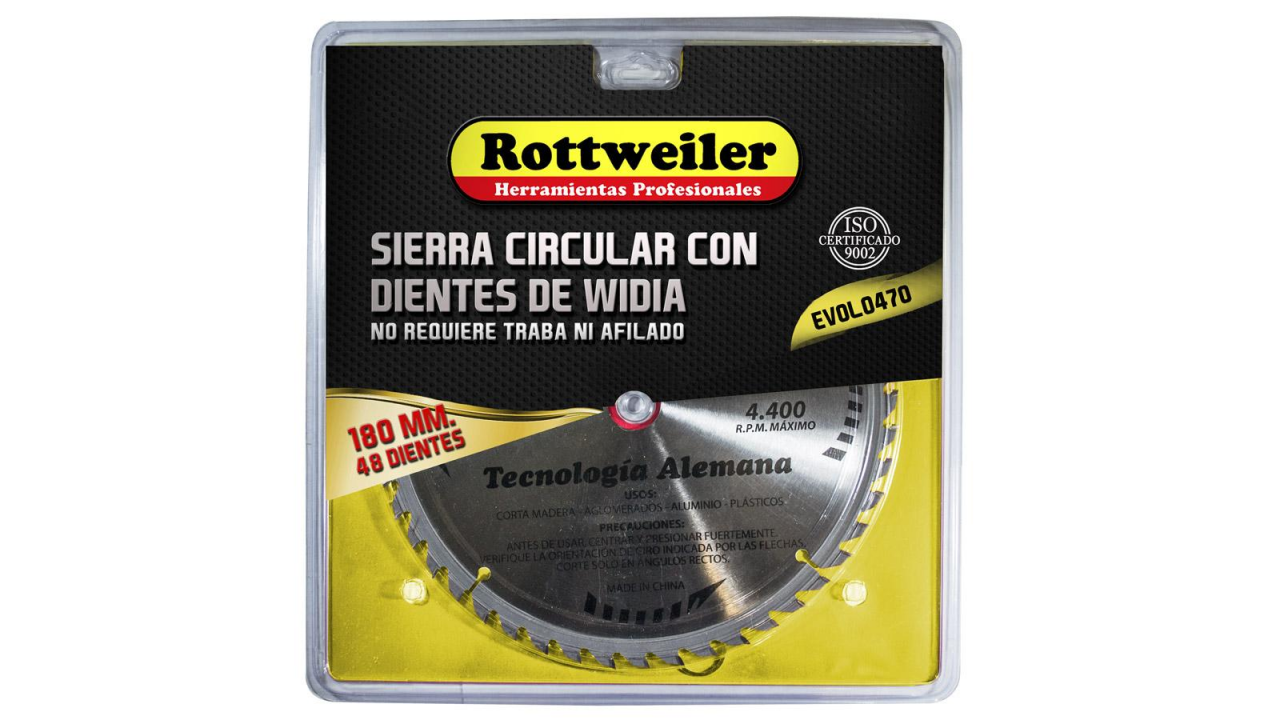 Rottweiler
Herramientas Profesionales
ISO
CERTIFICADO
9002
SIERRA CIRCULAR CON
DIENTES DE WIDIA
NO REQUIERE TRABA NI AFILADO
EVOL0470
180 MM.
48 DIENTES
4.400
R.P.M. MÁXIMO
Tecnología Alemana
USOS:
CORTA MADERA - AGLOMERADOS - ALUMINIO - PLÁSTICOS
PRECAUCIONES:
ANTES DE USAR, CENTRAR Y PRESIONAR FUERTEMENTE.
VERIFIQUE LA ORIENTACIÓN DE GIRO INDICADA POR LAS FLECHAS.
CORTE SOLO EN ANGULOS RECTOS.
MADE IN CHINA